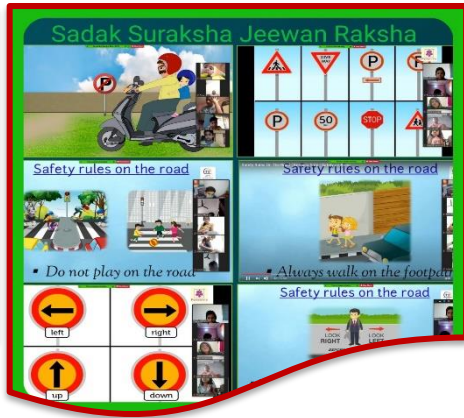 Sadak Suraksha Jeewan Raksha
P
GIVE WAY
P
P
P
50
STOP
Safety rules on the road
▪ Do not play on the road
Safety rules on the road
▪ Always walk on the footpath
left
right
up
down
Safety rules on the road
LOOK RIGHT
LOOK LEFT